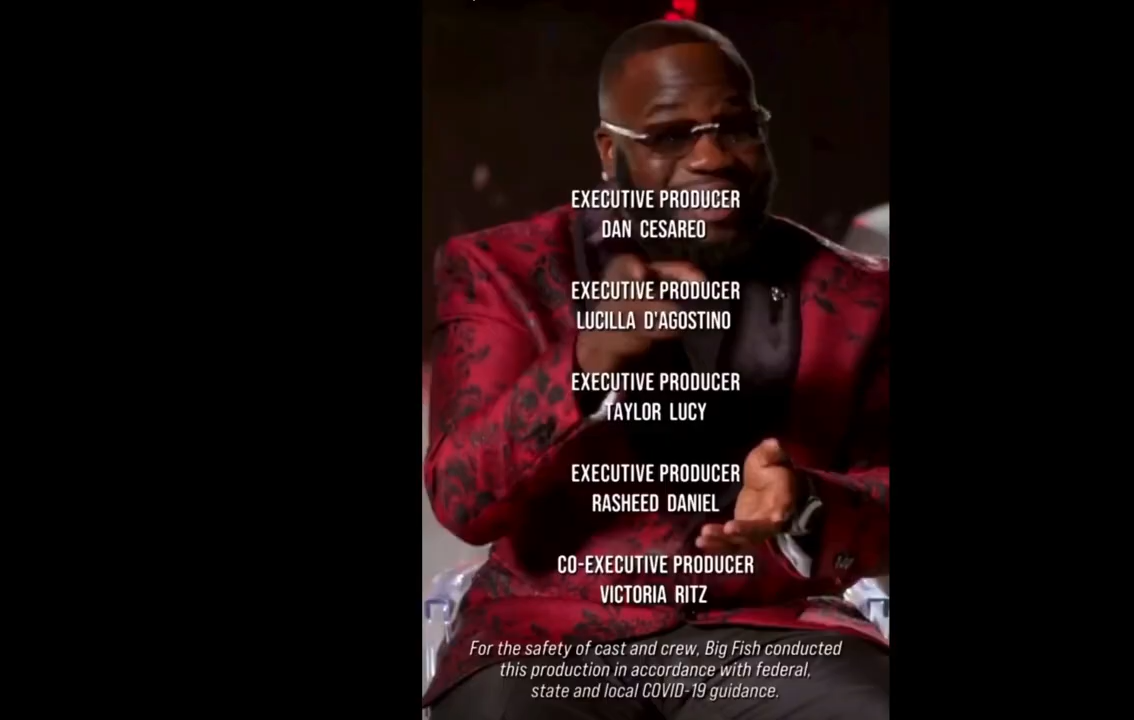 EXECUTIVE PRODUCER
DAN CESAREO
EXECUTIVE PRODUCER
LUCILLA D'AGOSTINO
EXECUTIVE PRODUCER
TAYLOR LUCY
EXECUTIVE PRODUCER
RASHEED DANIEL
CO-EXECUTIVE PRODUCER
VICTORIA RITZ
For the safety of cast and crew, Big Fish conducted
this production in accordance with federal,
state and local COVID-19 guidance.